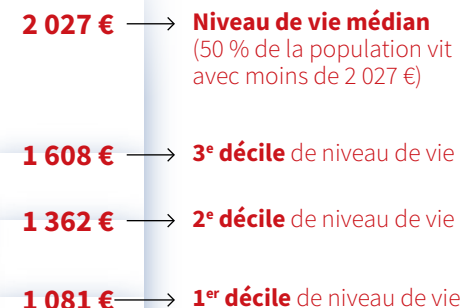 2 027 € → Niveau de vie médian
(50 % de la population vit
avec moins de 2 027 €)
1 608 € → 3e décile de niveau de vie
1 362 € → 2e décile de niveau de vie
1 081 € → 1er décile de niveau de vie